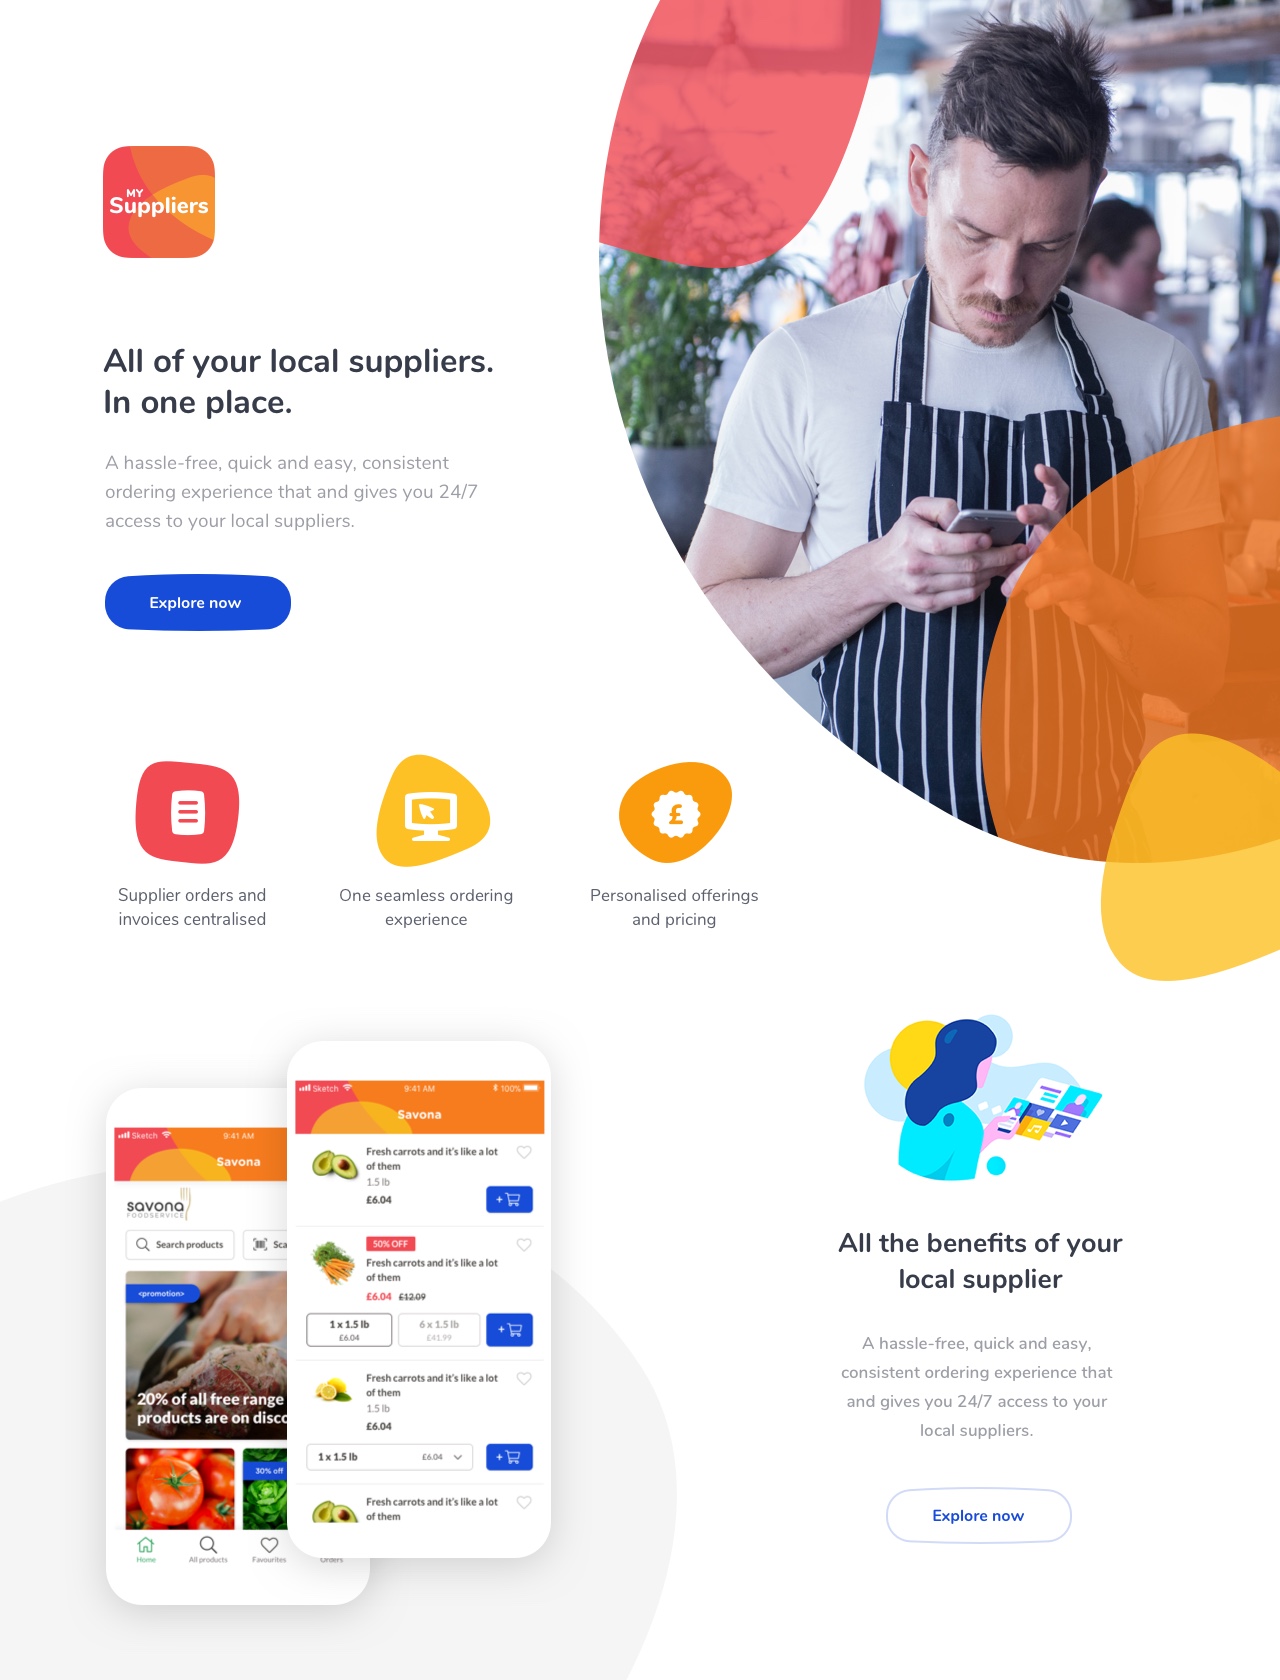 MY
Suppliers
All of your local suppliers.
In one place.
A hassle-free, quick and easy, consistent
ordering experience that and gives you 24/7
access to your local suppliers.
Explore now
Supplier orders and
invoices centralised
One seamless ordering
experience
£
Personalised offerings
and pricing
Sketch 9:41 AM
Savona
savona
FOODSERVICE
Search products
Sca
<promotion>
20% of all free range
products are on disco
30% off
Home All products Favourites Orders
Sketch 9:41 AM 100%
Savona
Fresh carrots and it's like a lot
of them
1.5 lb
£6.04
+
50% OFF
Fresh carrots and it's like a lot
of them
£6.04 £12.09
1 x 1.5 lb 6 x 1.5 lb
£6.04 £41.99
+
Fresh carrots and it's like a lot
of them
1.5 lb
£6.04
1 x 1.5 lb £6.04
+
Fresh carrots and it's like a lot
of them
All the benefits of your
local supplier
A hassle-free, quick and easy,
consistent ordering experience that
and gives you 24/7 access to your
local suppliers.
Explore now